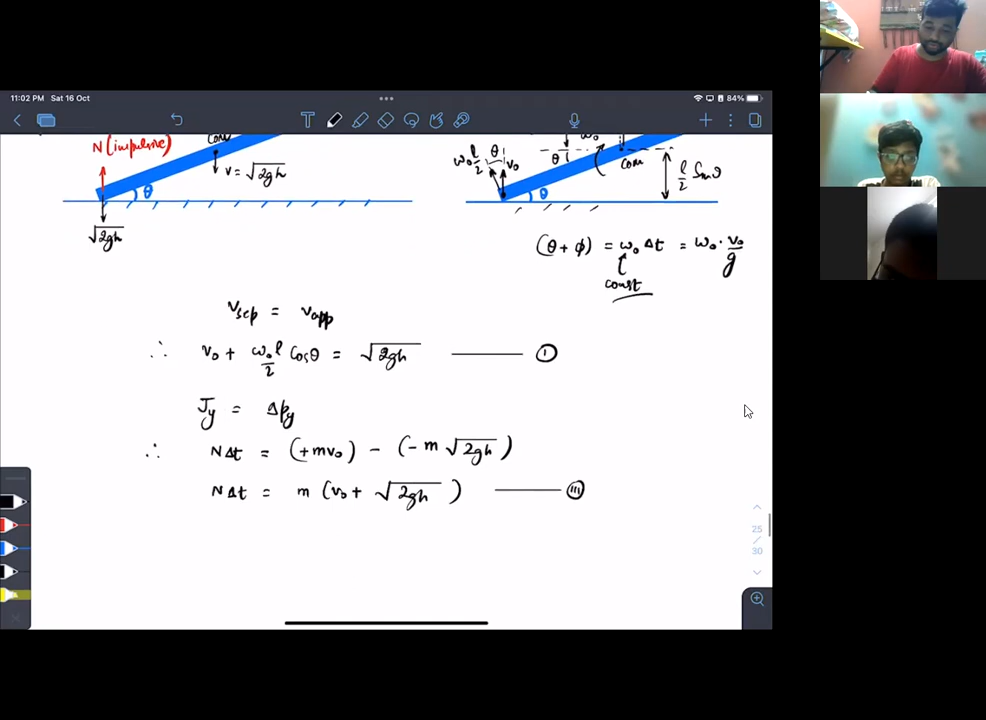 11:02 PM Sat 16 Oct
84%
N (impulsive)
com
v = √2gh
θ
√2gh
ω₀ l/2
θ
v₀
θ
ω₀
com
l/2 Sinθ
θ
(θ + ϕ) = ω₀ Δt = ω₀ · v₀/g
const
v_sep = v_app
∴ v₀ + ω₀l/2 Cosθ = √2gh ——— Ⓘ
J_y = Δp_y
∴ NΔt = (+mv₀) - (-m √2gh)
NΔt = m (v₀ + √2gh) ——— (III)
25
/
30